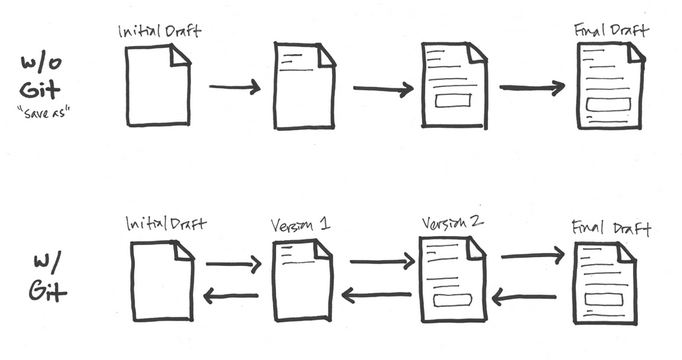 Initial Draft
Final Draft
w/o
Git
"save as"
Initial Draft
Version 1
Version 2
Final Draft
w/
Git